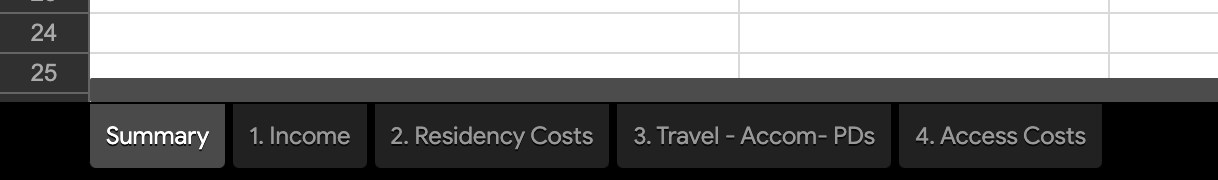 24
25
Summary 1. Income 2. Residency Costs 3. Travel - Accom- PDs 4. Access Costs